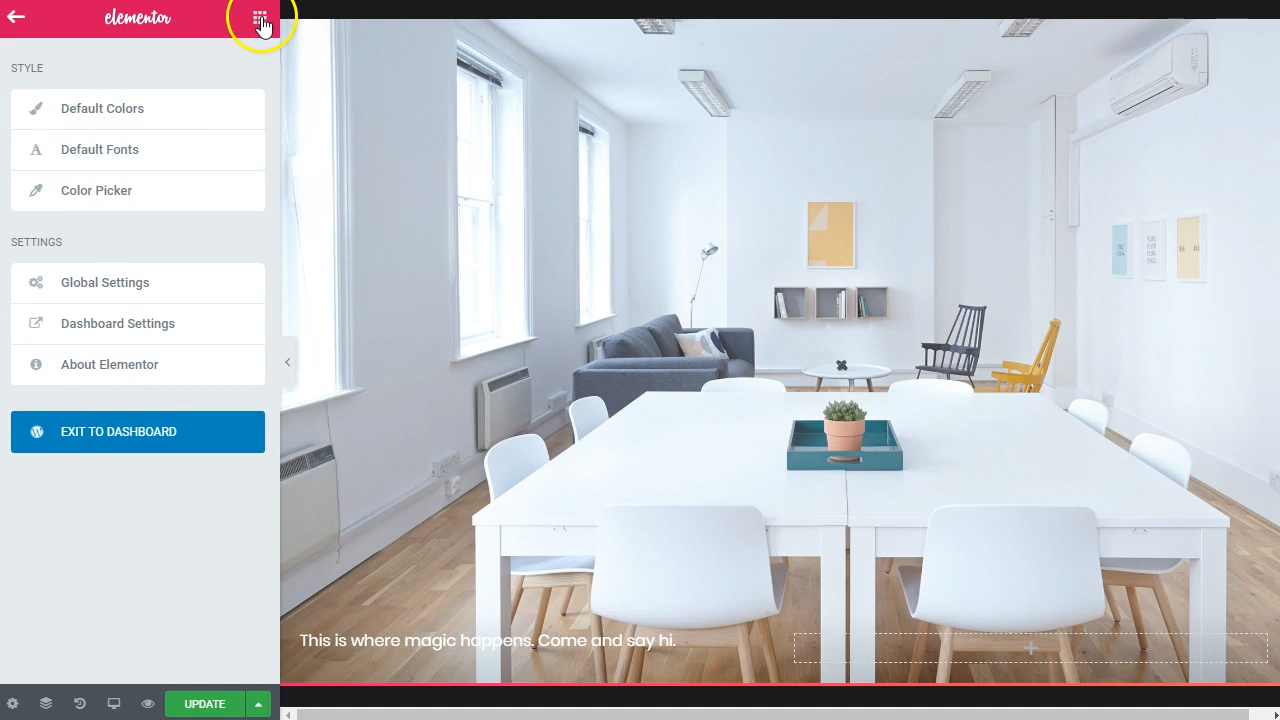 elementor
STYLE
Default Colors
Default Fonts
Color Picker
SETTINGS
Global Settings
Dashboard Settings
About Elementor
EXIT TO DASHBOARD
UPDATE
This is where magic happens. Come and say hi.